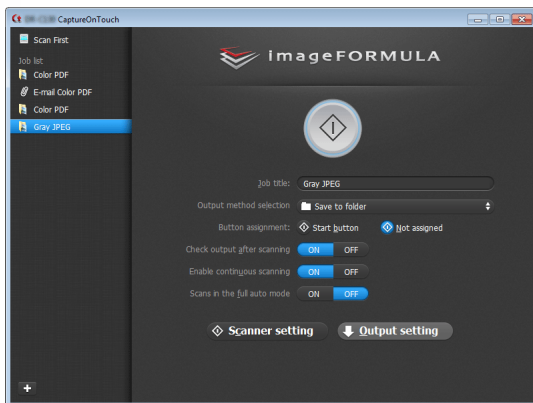 CaptureOnTouch
Scan First
Job list
Color PDF
E-mail Color PDF
Color PDF
Gray JPEG
imageFORMULA
Job title: Gray JPEG
Output method selection Save to folder
Button assignment: Start button Not assigned
Check output after scanning ON OFF
Enable continuous scanning ON OFF
Scans in the full auto mode ON OFF
Scanner setting Output setting